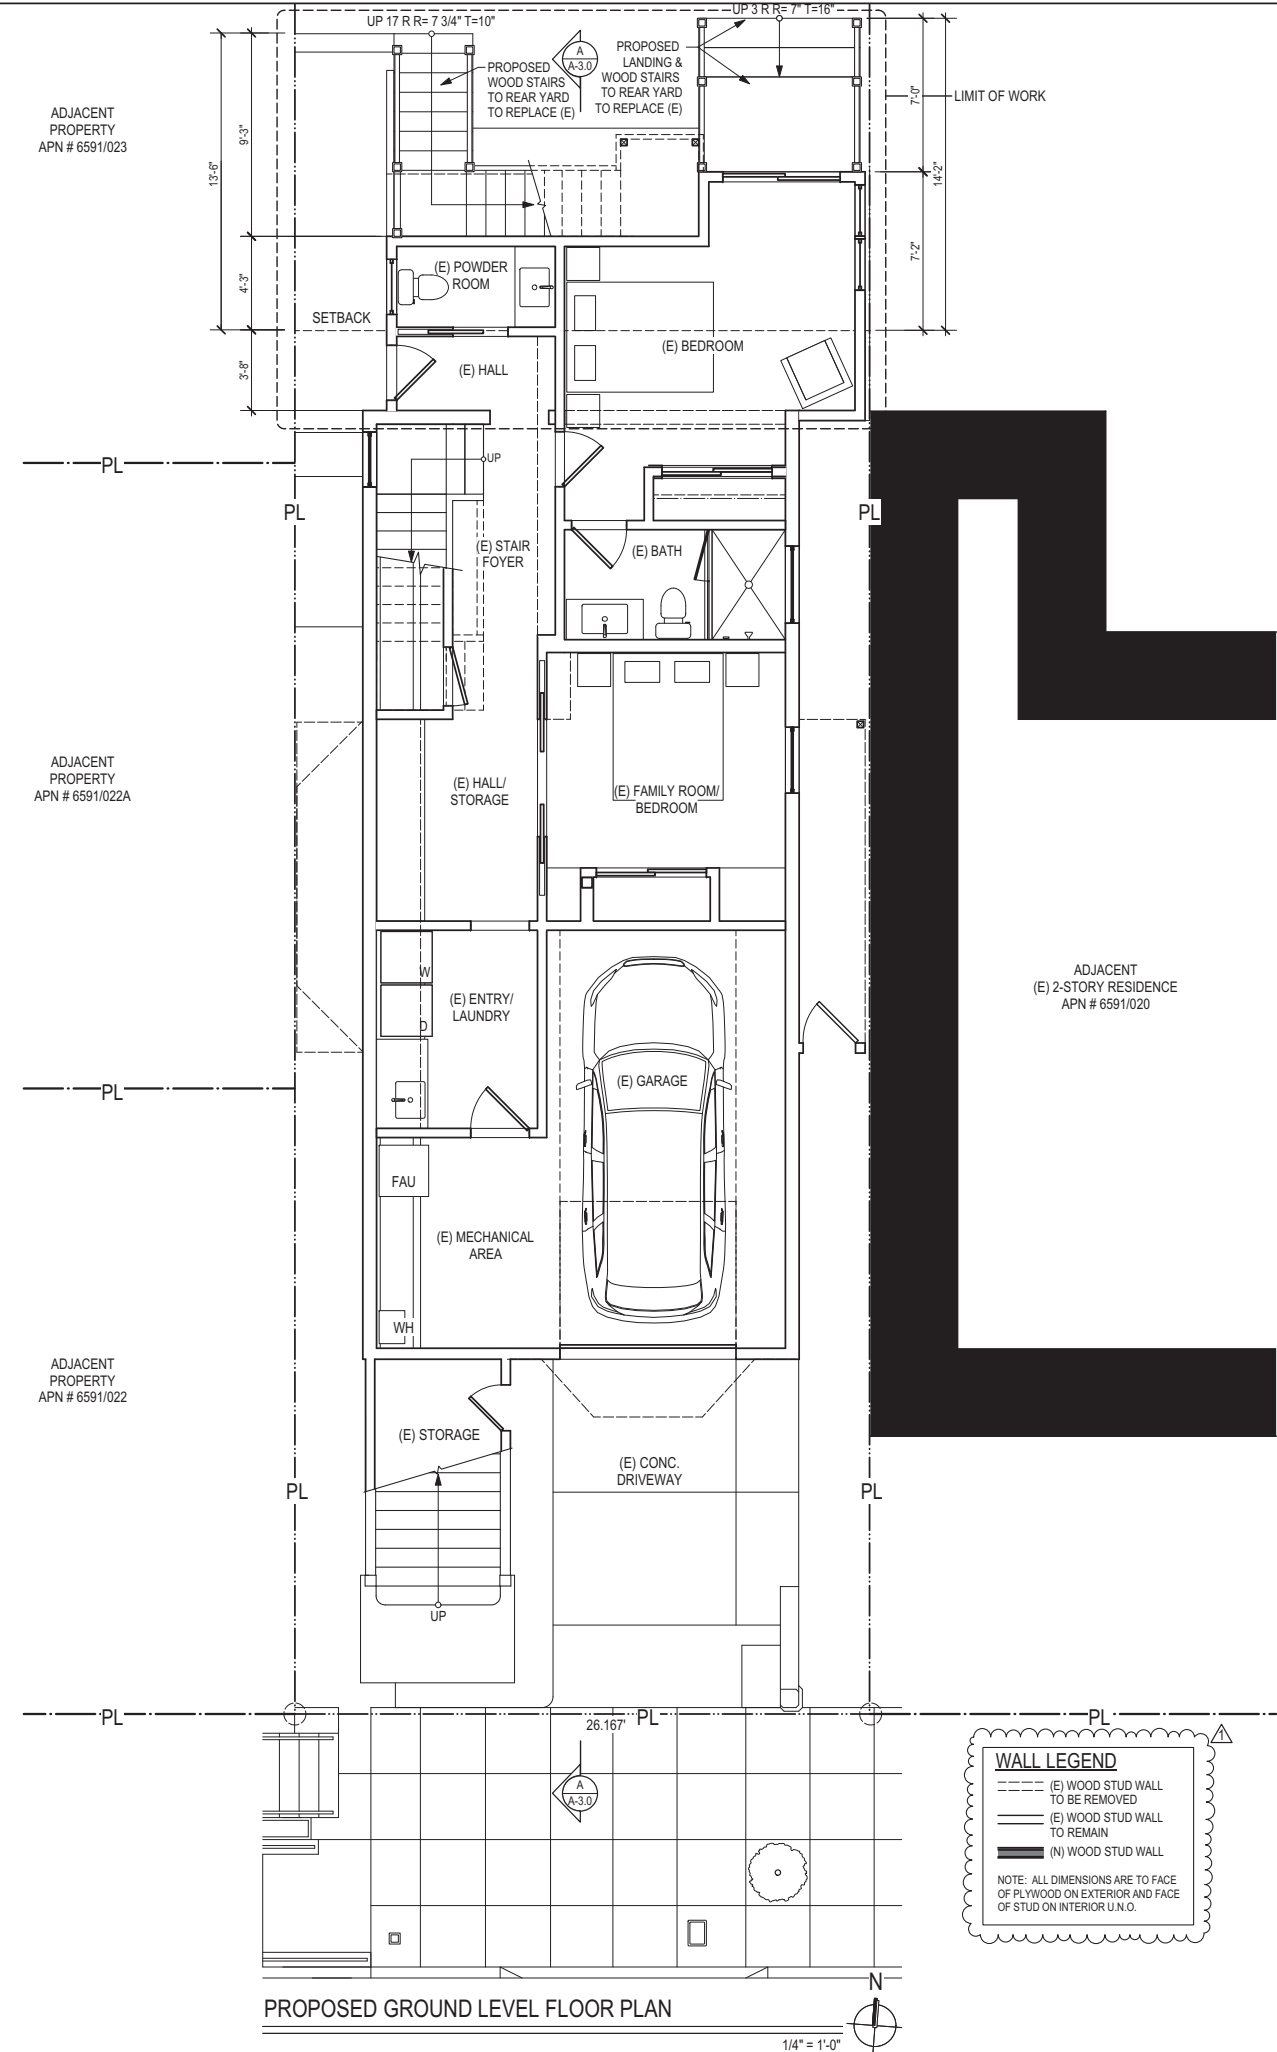 UP 17 R R= 7 3/4" T=10"
UP 3 R R= 7" T=16"
A
A-3.0
PROPOSED
WOOD STAIRS
TO REAR YARD
TO REPLACE (E)
PROPOSED
LANDING &
WOOD STAIRS
TO REAR YARD
TO REPLACE (E)
LIMIT OF WORK
ADJACENT
PROPERTY
APN # 6591/023
13'-6"
9'-3"
4'-3"
3'-8"
7'-0"
14'-2"
7'-2"
SETBACK
(E) POWDER
ROOM
(E) BEDROOM
(E) HALL
UP
PL
PL
PL
(E) STAIR
FOYER
(E) BATH
ADJACENT
PROPERTY
APN # 6591/022A
(E) HALL/
STORAGE
(E) FAMILY ROOM/
BEDROOM
W
D
(E) ENTRY/
LAUNDRY
ADJACENT
(E) 2-STORY RESIDENCE
APN # 6591/020
(E) GARAGE
PL
FAU
(E) MECHANICAL
AREA
WH
ADJACENT
PROPERTY
APN # 6591/022
(E) STORAGE
(E) CONC.
DRIVEWAY
PL
PL
UP
PL
26.167'
PL
PL
1
A
A-3.0
WALL LEGEND
(E) WOOD STUD WALL
TO BE REMOVED
(E) WOOD STUD WALL
TO REMAIN
(N) WOOD STUD WALL
NOTE: ALL DIMENSIONS ARE TO FACE
OF PLYWOOD ON EXTERIOR AND FACE
OF STUD ON INTERIOR U.N.O.
N
PROPOSED GROUND LEVEL FLOOR PLAN
1/4" = 1'-0"